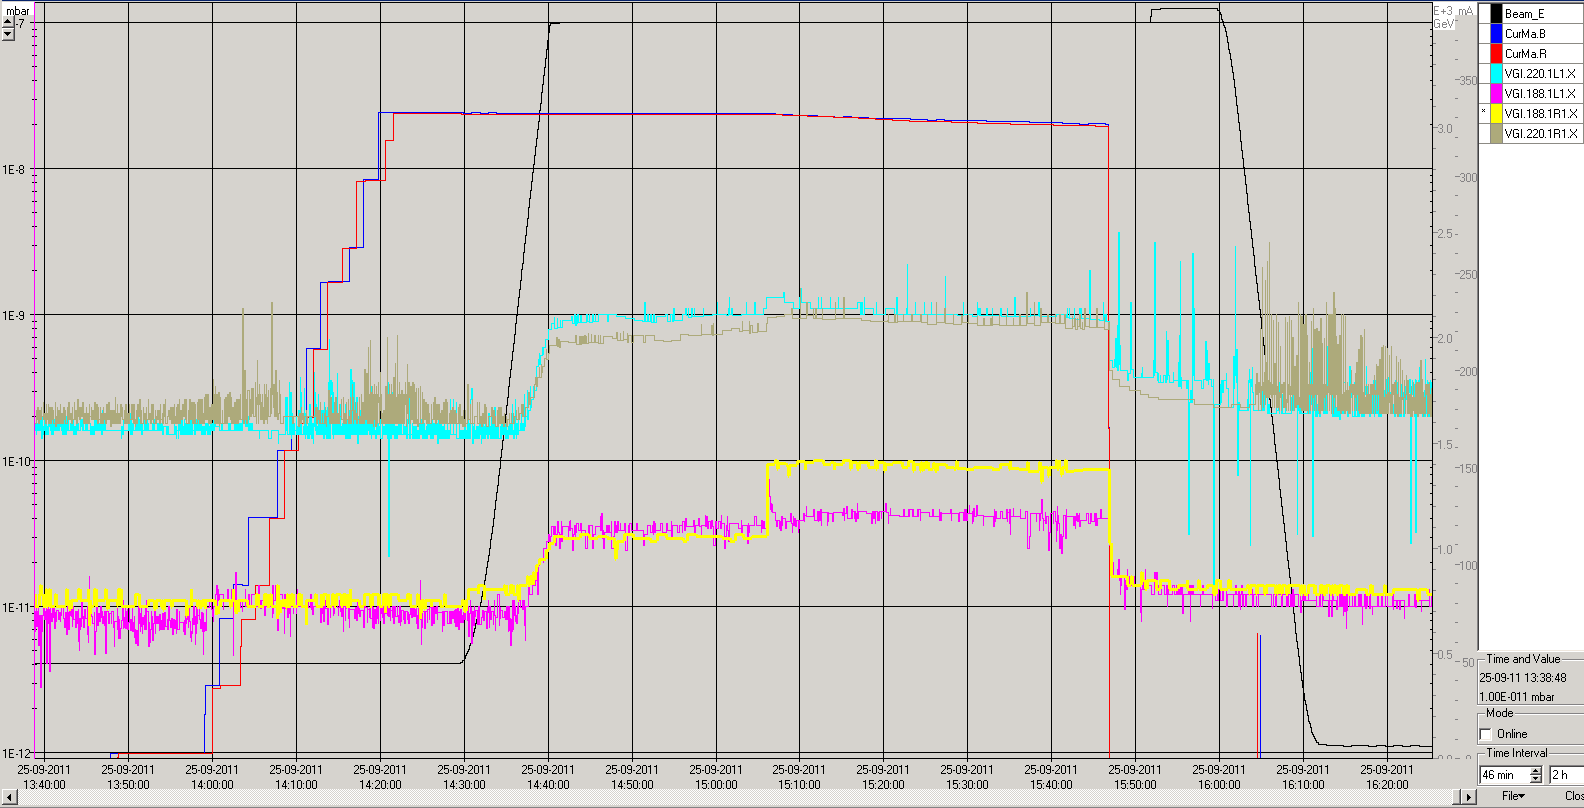 mbar
-7
1E-8
1E-9
1E-10
1E-11
1E-12
E+3 mA
GeV
350
3.0
300
2.5
250
2.0
200
1.5
150
1.0
100
0.5
50
0.0
25-09-2011 25-09-2011 25-09-2011 25-09-2011 25-09-2011 25-09-2011 25-09-2011 25-09-2011 25-09-2011 25-09-2011 25-09-2011 25-09-2011 25-09-2011 25-09-2011 25-09-2011 25-09-2011 25-09-2011
13:40:00 13:50:00 14:00:00 14:10:00 14:20:00 14:30:00 14:40:00 14:50:00 15:00:00 15:10:00 15:20:00 15:30:00 15:40:00 15:50:00 16:00:00 16:10:00 16:20:00
Beam_E
CurMa.B
CurMa.R
VGI.220.1L1.X
VGI.188.1L1.X
* VGI.188.1R1.X
VGI.220.1R1.X
Time and Value
25-09-11 13:38:48
1.00E-011 mbar
Mode
Online
Time Interval
46 min 2 h
File Clos